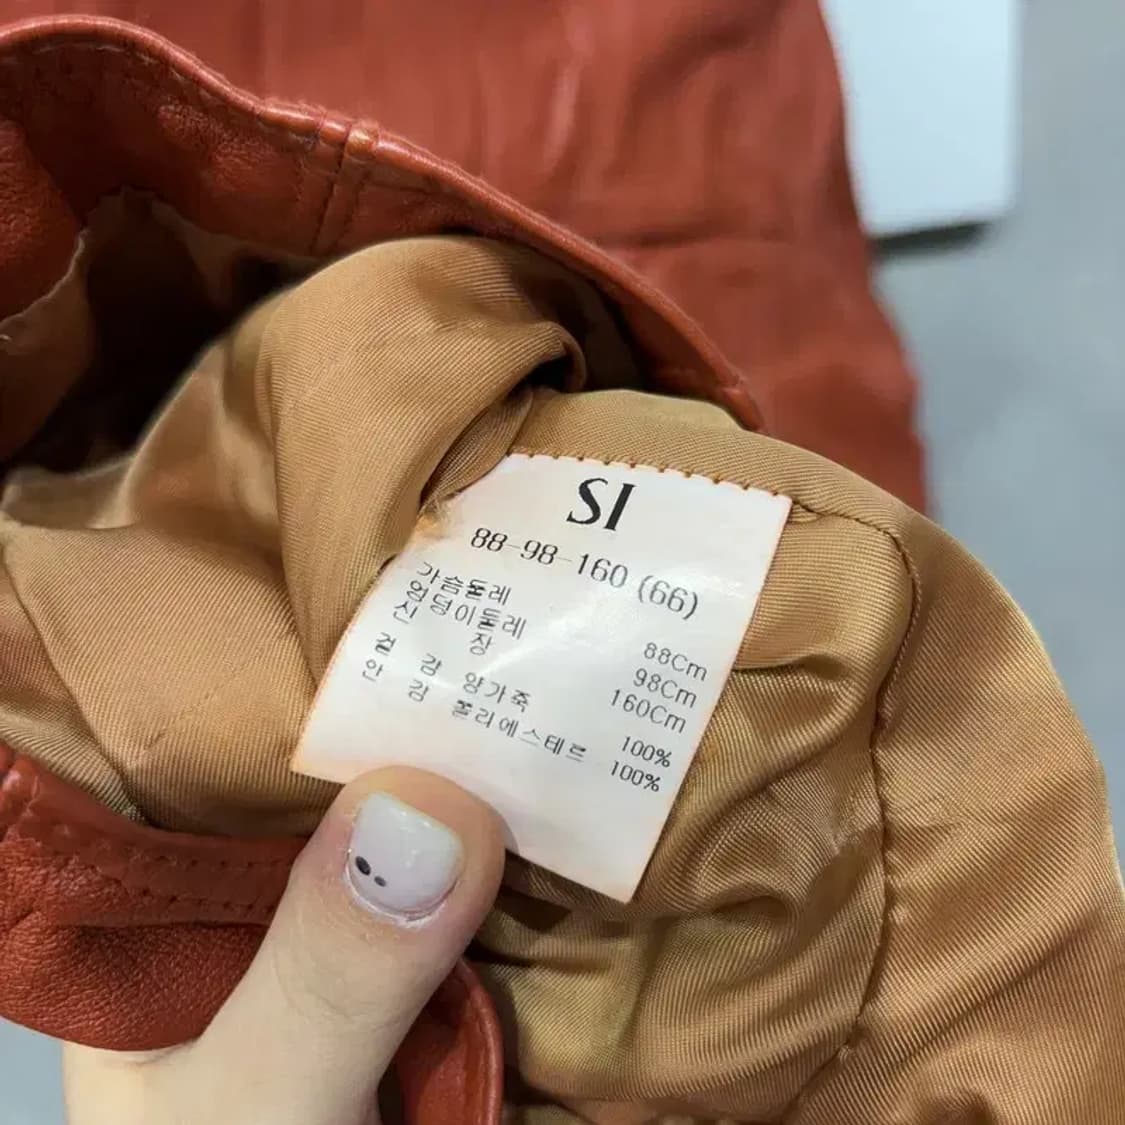 SI
88-98-160 (66)
가슴둘레 88Cm
엉덩이둘레 98Cm
신 장 160Cm
겉 감 양가죽 100%
안 감 폴리에스테르 100%